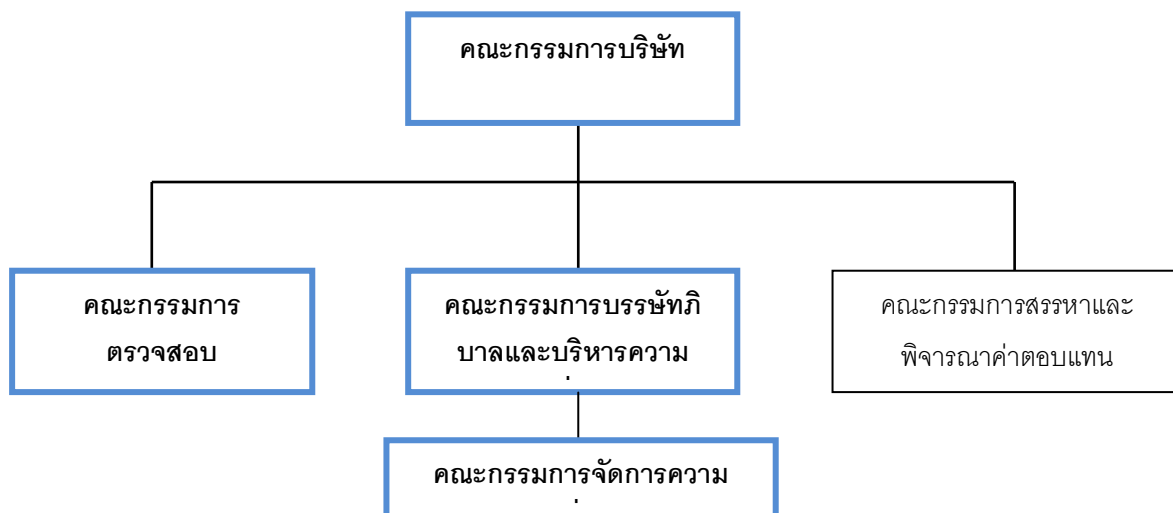 คณะกรรมการบริษัท
คณะกรรมการ
ตรวจสอบ
คณะกรรมการบรรษัทภิ
บาลและบริหารความ
คณะกรรมการสรรหาและ
พิจารณาค่าตอบแทน
คณะกรรมการจัดการความ